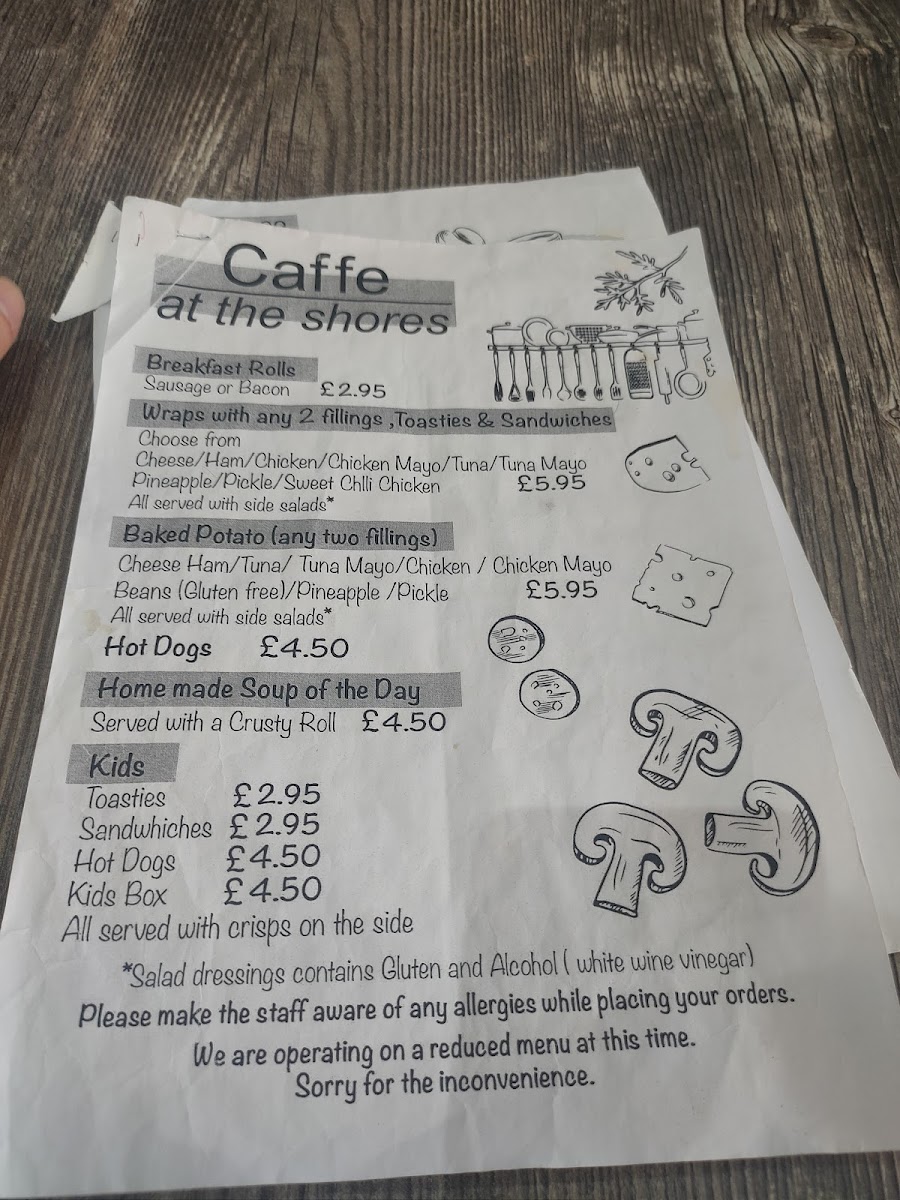 Caffe
at the shores
Breakfast Rolls
Sausage or Bacon £2.95
Wraps with any 2 fillings ,Toasties & Sandwiches
Choose from
Cheese/Ham/Chicken/Chicken Mayo/Tuna/Tuna Mayo
Pineapple/Pickle/Sweet Chlli Chicken £5.95
All served with side salads*
Baked Potato (any two fillings)
Cheese Ham/Tuna/ Tuna Mayo/Chicken / Chicken Mayo
Beans (Gluten free)/Pineapple /Pickle £5.95
All served with side salads*
Hot Dogs £4.50
Home made Soup of the Day
Served with a Crusty Roll £4.50
Kids
Toasties £2.95
Sandwhiches £2.95
Hot Dogs £4.50
Kids Box £4.50
All served with crisps on the side
*Salad dressings contains Gluten and Alcohol ( white wine vinegar)
Please make the staff aware of any allergies while placing your orders.
We are operating on a reduced menu at this time.
Sorry for the inconvenience.